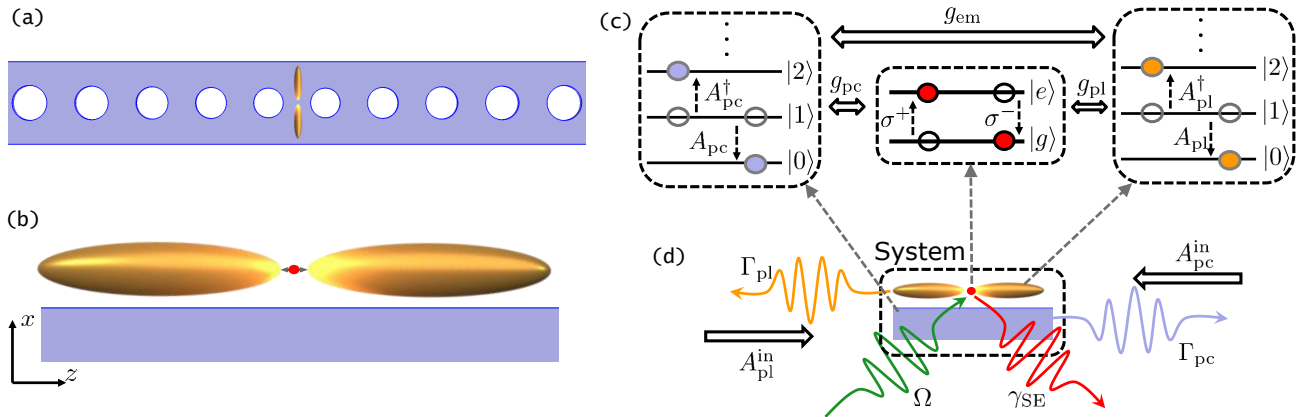 (a)
(b)
x
z
(c)
g_em
⋮
|2⟩
A†_pc
|1⟩
A_pc
|0⟩
g_pc
|e⟩
σ⁺
σ⁻
|g⟩
g_pl
⋮
|2⟩
A†_pl
|1⟩
A_pl
|0⟩
(d)
System
Γ_pl
A^in_pc
A^in_pl
Γ_pc
Ω
γ_SE